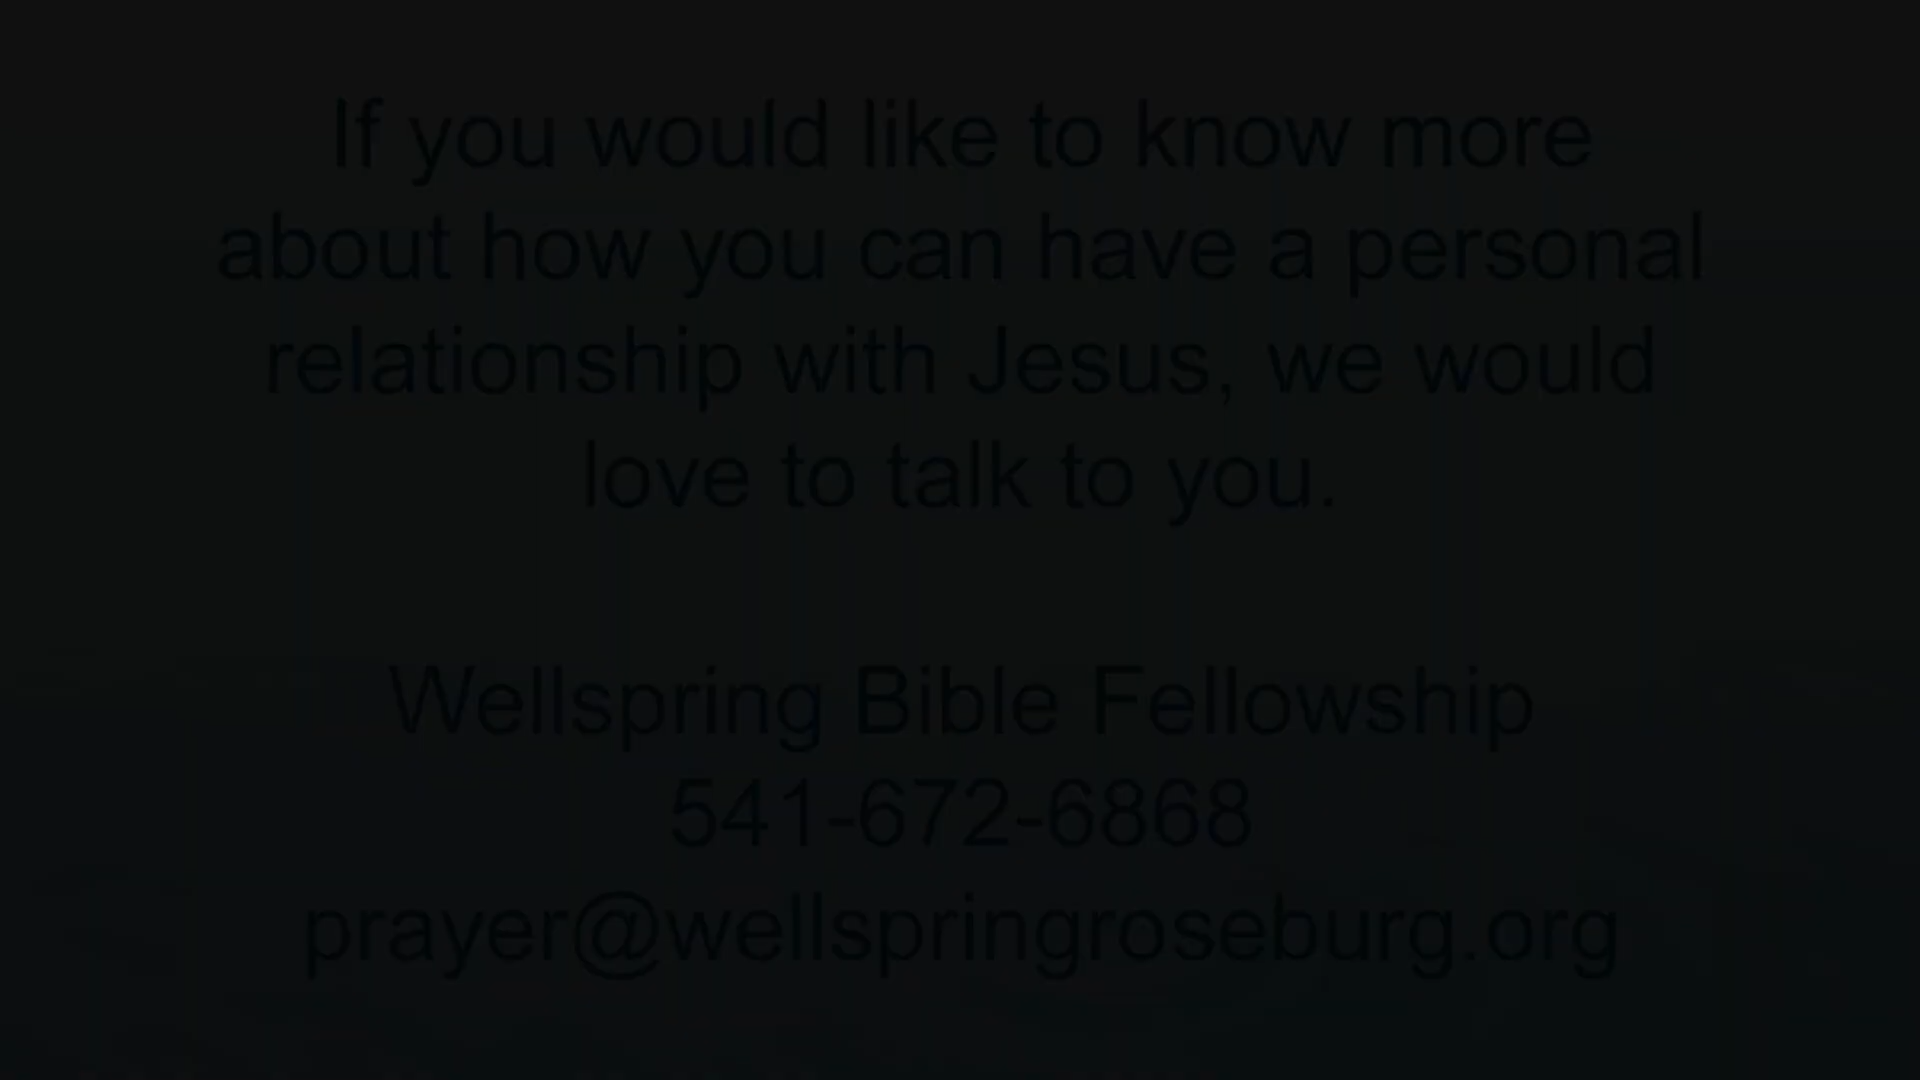 If you would like to know more
about how you can have a personal
relationship with Jesus, we would
love to talk to you.
Wellspring Bible Fellowship
541-672-6868
prayer@wellspringroseburg.org